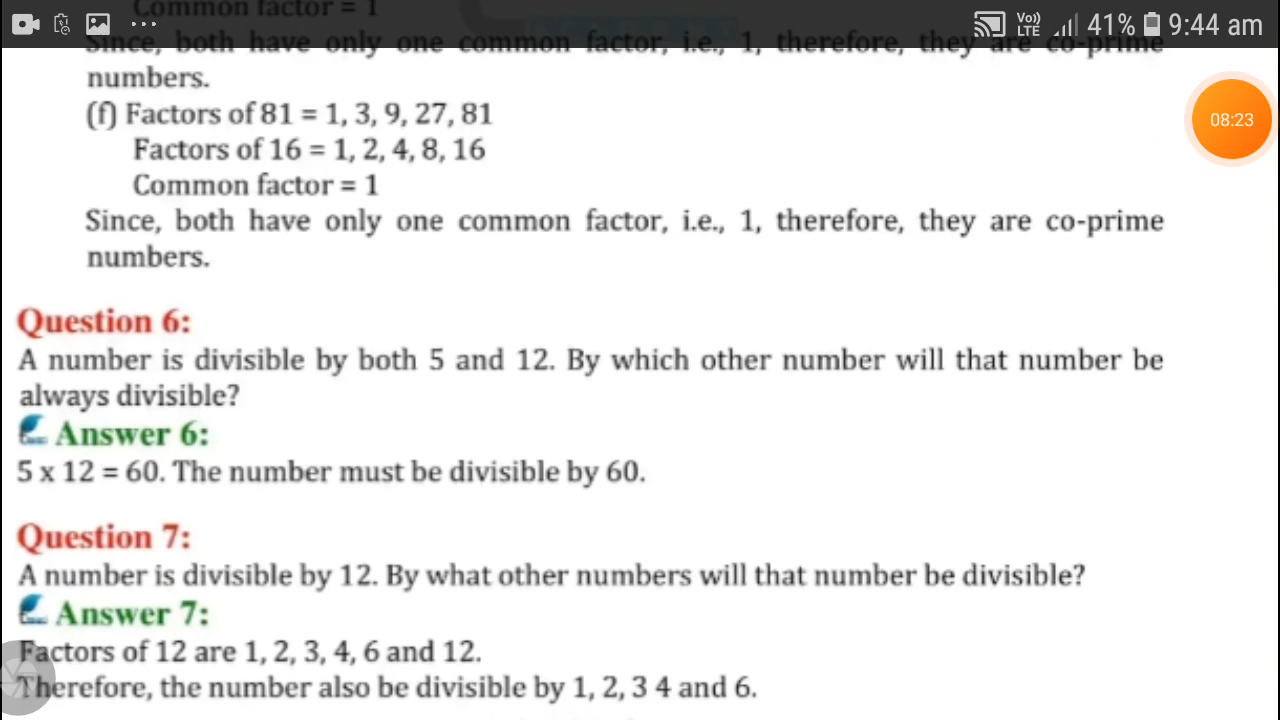 Common factor = 1
Vo)) LTE 41% 9:44 am
Since, both have only one common factor, i.e., 1, therefore, they are co-prime
numbers.
08:23
(f) Factors of 81 = 1, 3, 9, 27, 81
Factors of 16 = 1, 2, 4, 8, 16
Common factor = 1
Since, both have only one common factor, i.e., 1, therefore, they are co-prime
numbers.
Question 6:
A number is divisible by both 5 and 12. By which other number will that number be
always divisible?
Answer 6:
5 x 12 = 60. The number must be divisible by 60.
Question 7:
A number is divisible by 12. By what other numbers will that number be divisible?
Answer 7:
Factors of 12 are 1, 2, 3, 4, 6 and 12.
Therefore, the number also be divisible by 1, 2, 3 4 and 6.